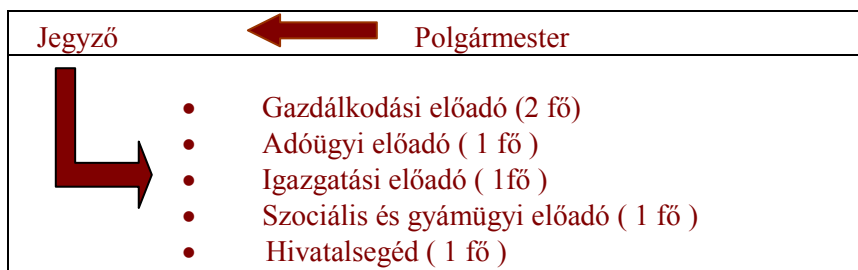 Jegyző Polgármester
• Gazdálkodási előadó (2 fő)
• Adóügyi előadó ( 1 fő )
• Igazgatási előadó ( 1fő )
• Szociális és gyámügyi előadó ( 1 fő )
• Hivatalsegéd ( 1 fő )